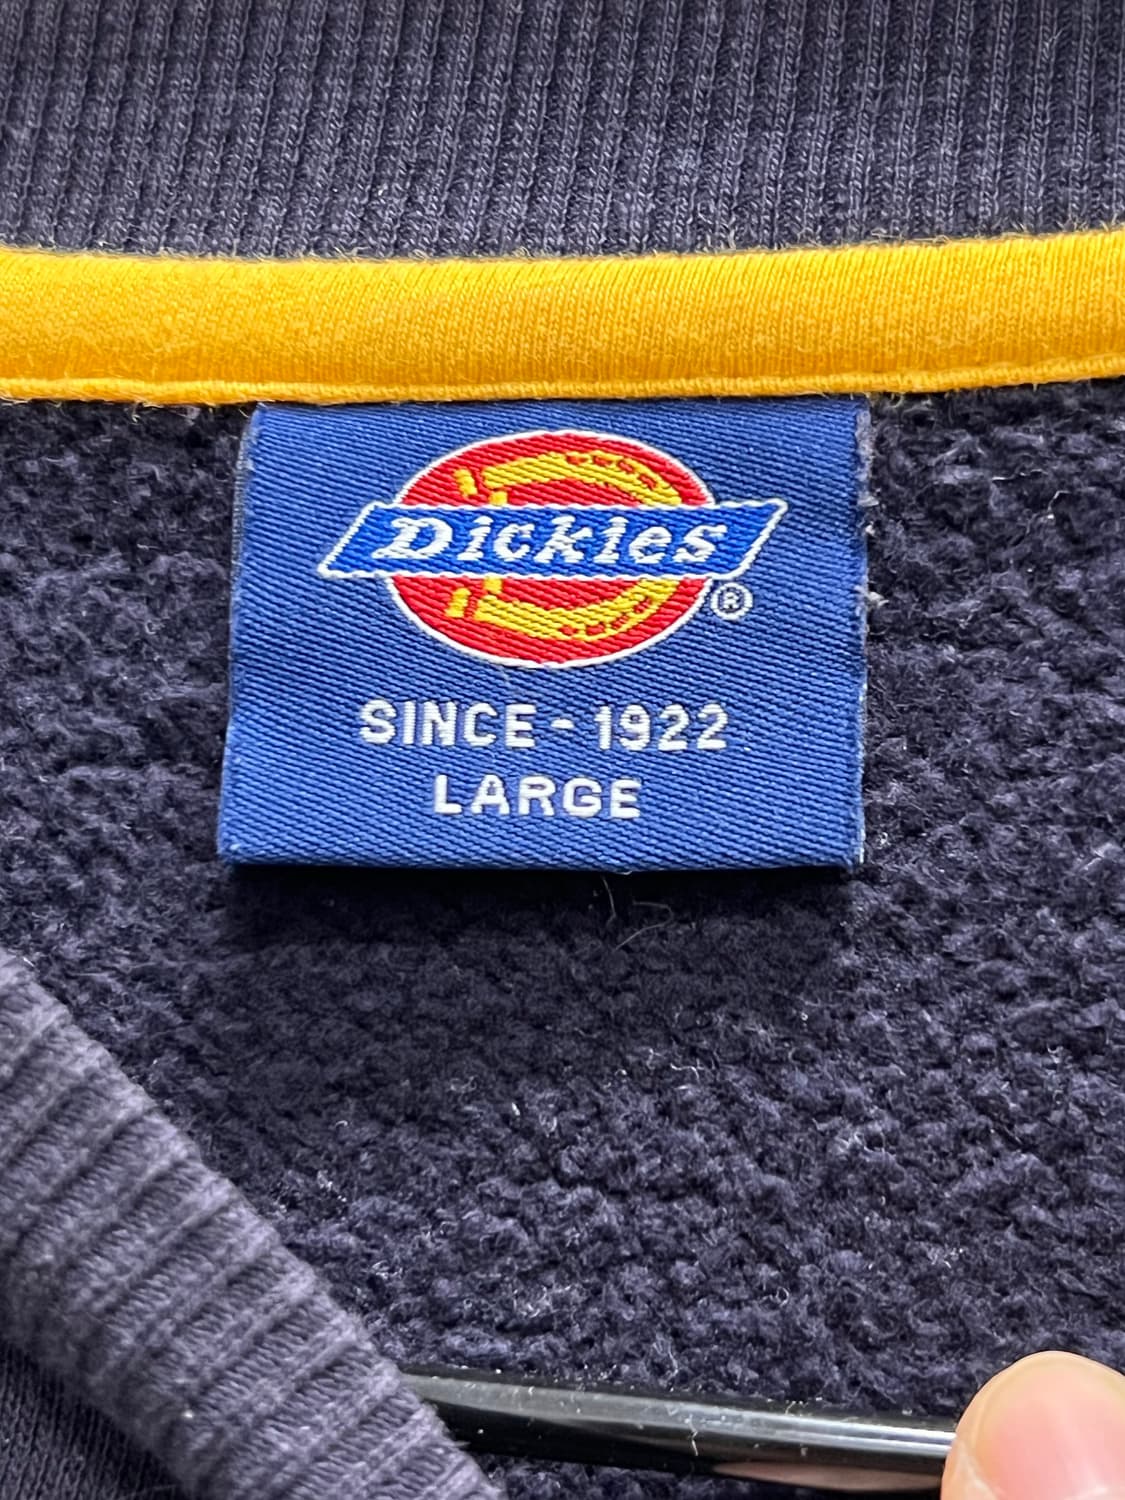 Dickies
®
SINCE - 1922
LARGE